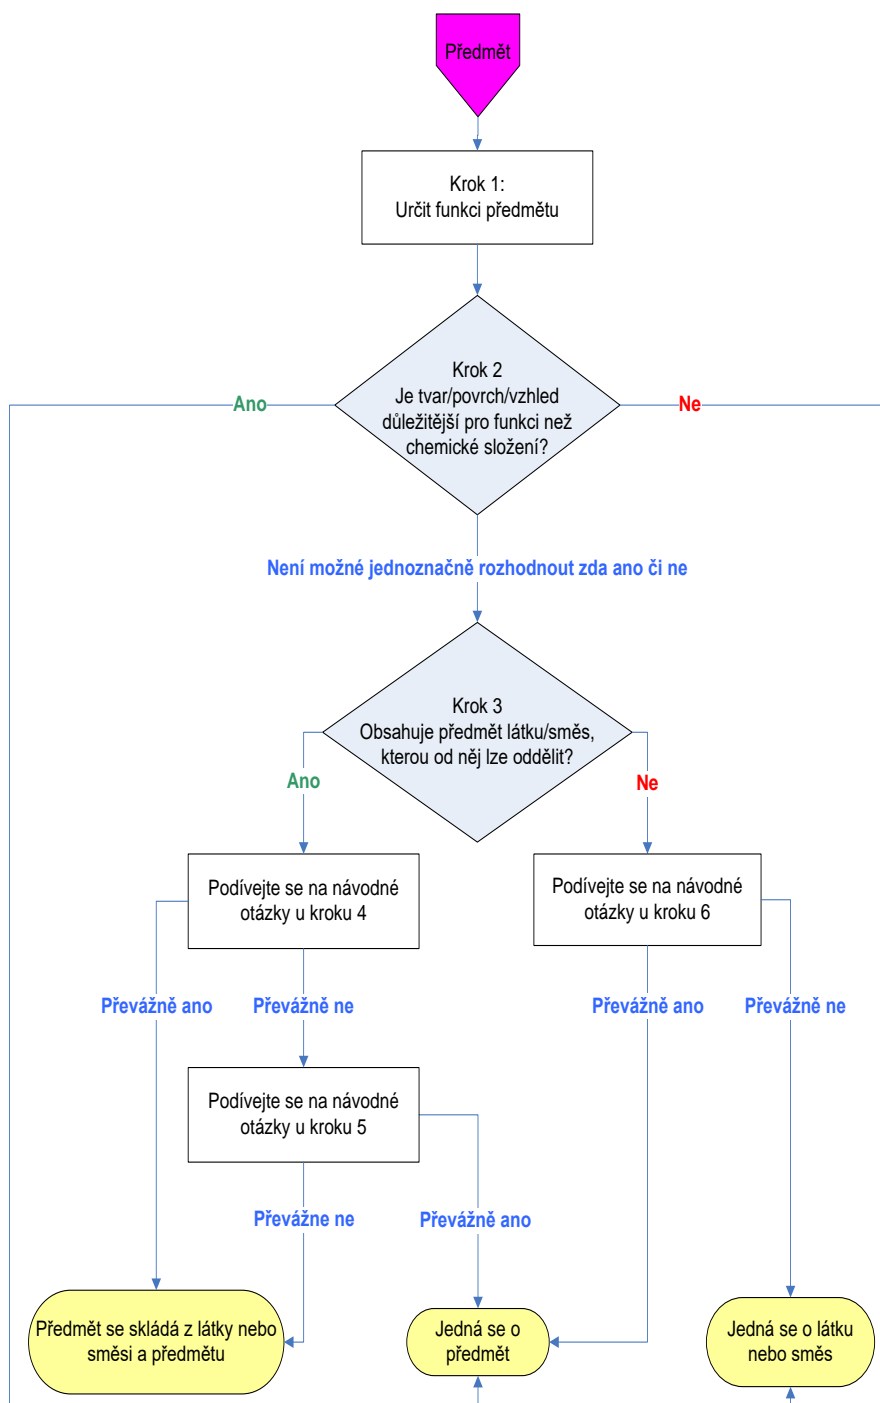 Předmět
Krok 1:
Určit funkci předmětu
Krok 2
Je tvar/povrch/vzhled
důležitější pro funkci než
chemické složení?
Ano
Ne
Není možné jednoznačně rozhodnout zda ano či ne
Krok 3
Obsahuje předmět látku/směs,
kterou od něj lze oddělit?
Ano
Ne
Podívejte se na návodné
otázky u kroku 4
Podívejte se na návodné
otázky u kroku 6
Převážně ano
Převážně ne
Převážně ano
Převážně ne
Podívejte se na návodné
otázky u kroku 5
Převážne ne
Převážně ano
Předmět se skládá z látky nebo
směsi a předmětu
Jedná se o
předmět
Jedná se o látku
nebo směs